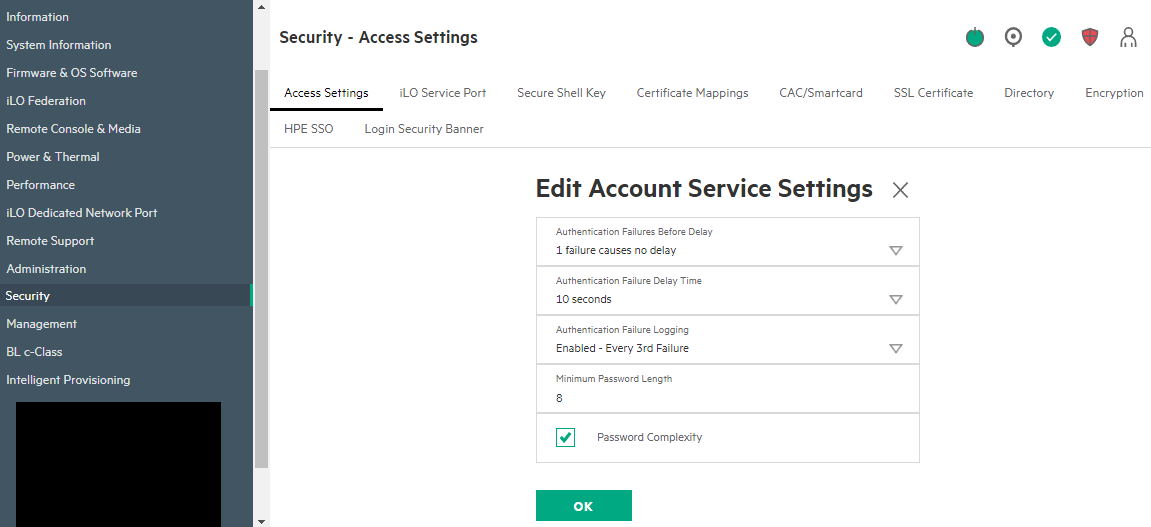 Information
System Information
Firmware & OS Software
iLO Federation
Remote Console & Media
Power & Thermal
Performance
iLO Dedicated Network Port
Remote Support
Administration
Security
Management
BL c-Class
Intelligent Provisioning
Security - Access Settings
Access Settings iLO Service Port Secure Shell Key Certificate Mappings CAC/Smartcard SSL Certificate Directory Encryption
HPE SSO Login Security Banner
Edit Account Service Settings
Authentication Failures Before Delay
1 failure causes no delay
Authentication Failure Delay Time
10 seconds
Authentication Failure Logging
Enabled - Every 3rd Failure
Minimum Password Length
8
Password Complexity
OK